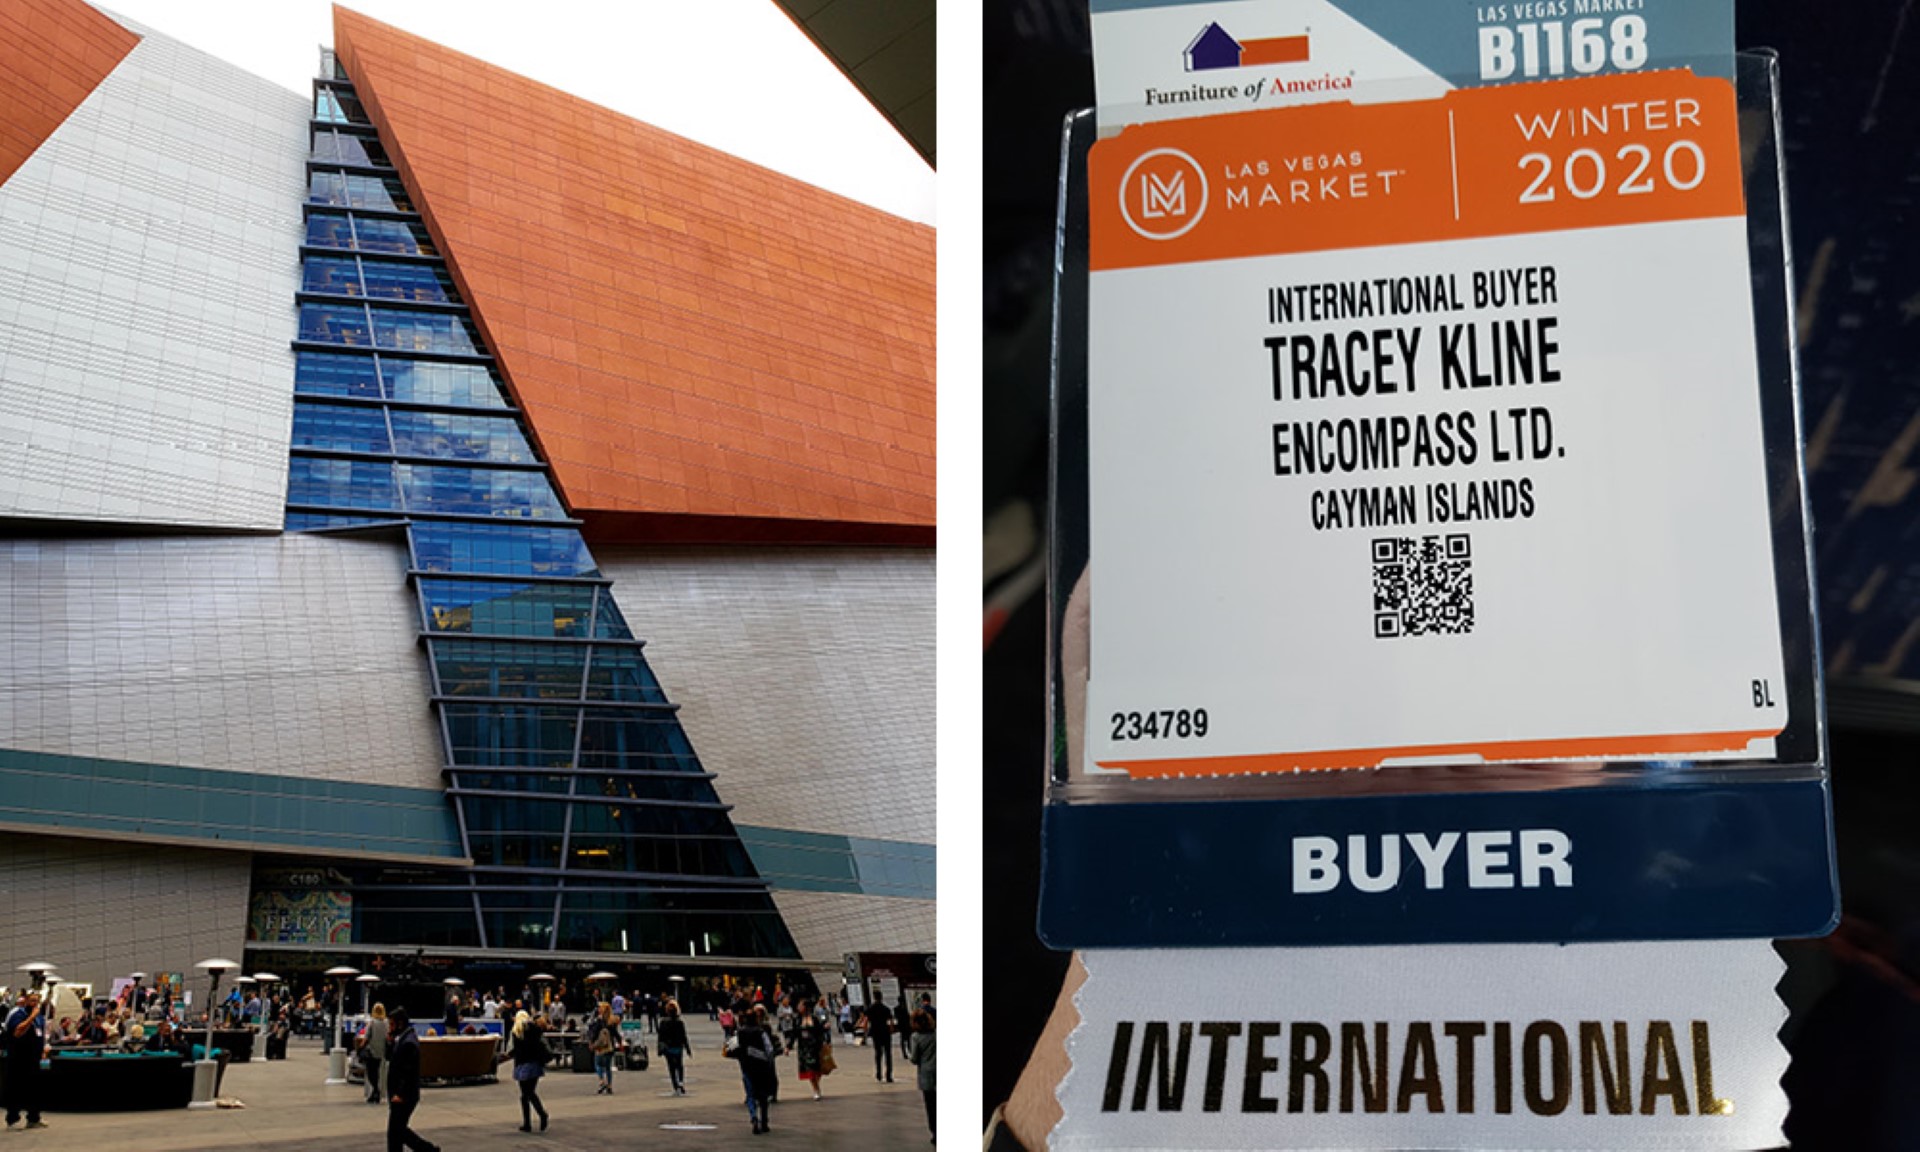 C180
FEIZY
LAS VEGAS MARKET
B1168
Furniture of America
LAS VEGAS
MARKET
WINTER
2020
INTERNATIONAL BUYER
TRACEY KLINE
ENCOMPASS LTD.
CAYMAN ISLANDS
234789
BL
BUYER
INTERNATIONAL